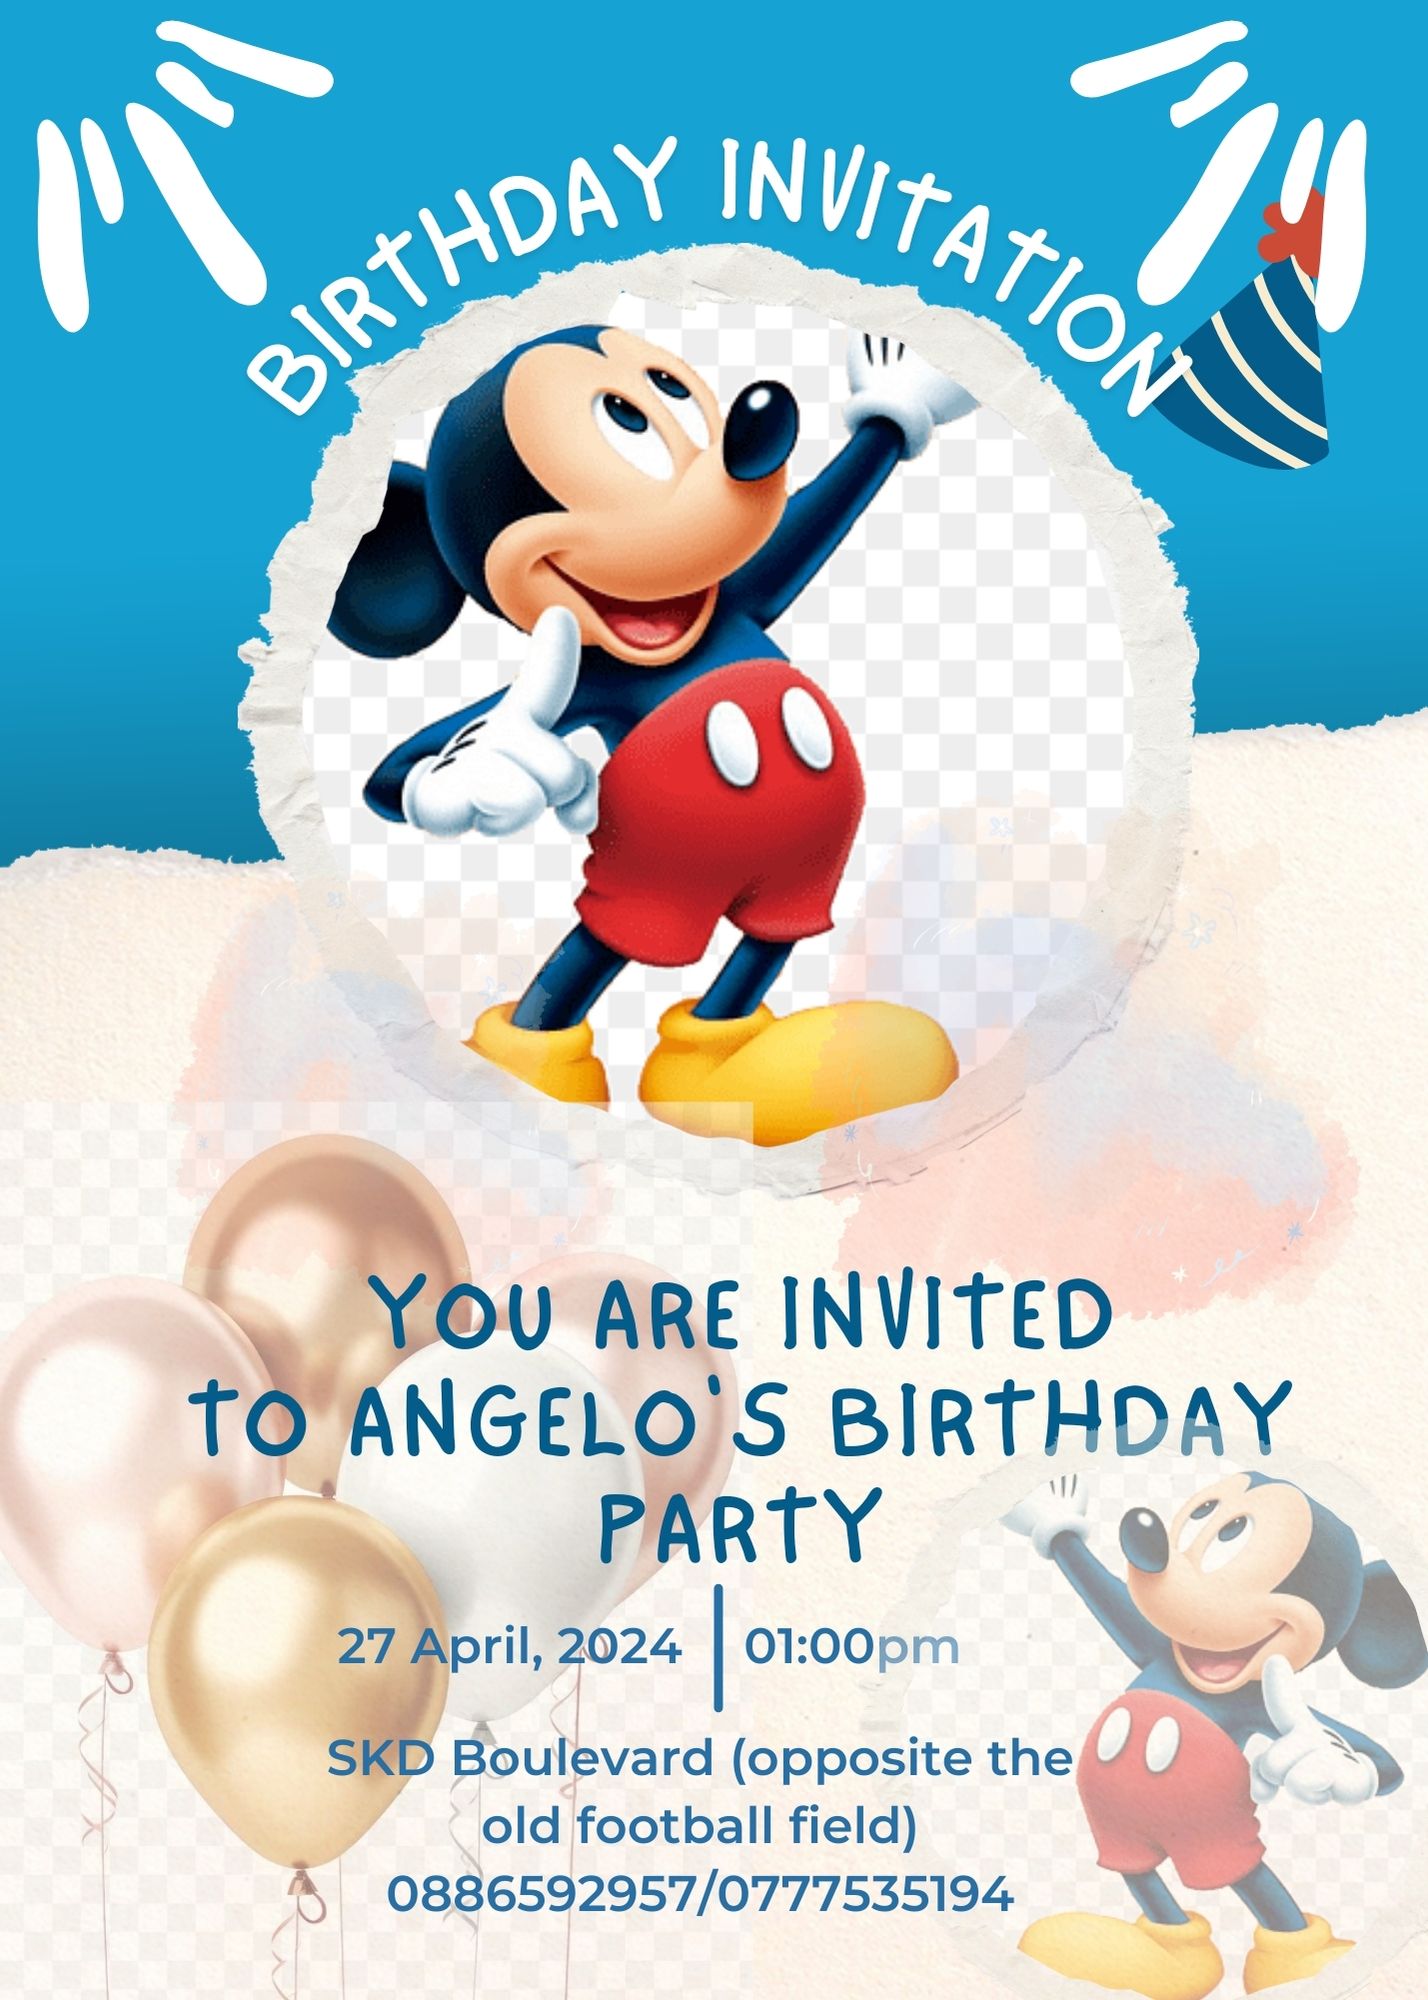 BIRTHDAY INVITATION
YOU ARE INVITED
TO ANGELO'S BIRTHDAY
PARTY
27 April, 2024 | 01:00pm
SKD Boulevard (opposite the
old football field)
0886592957/0777535194